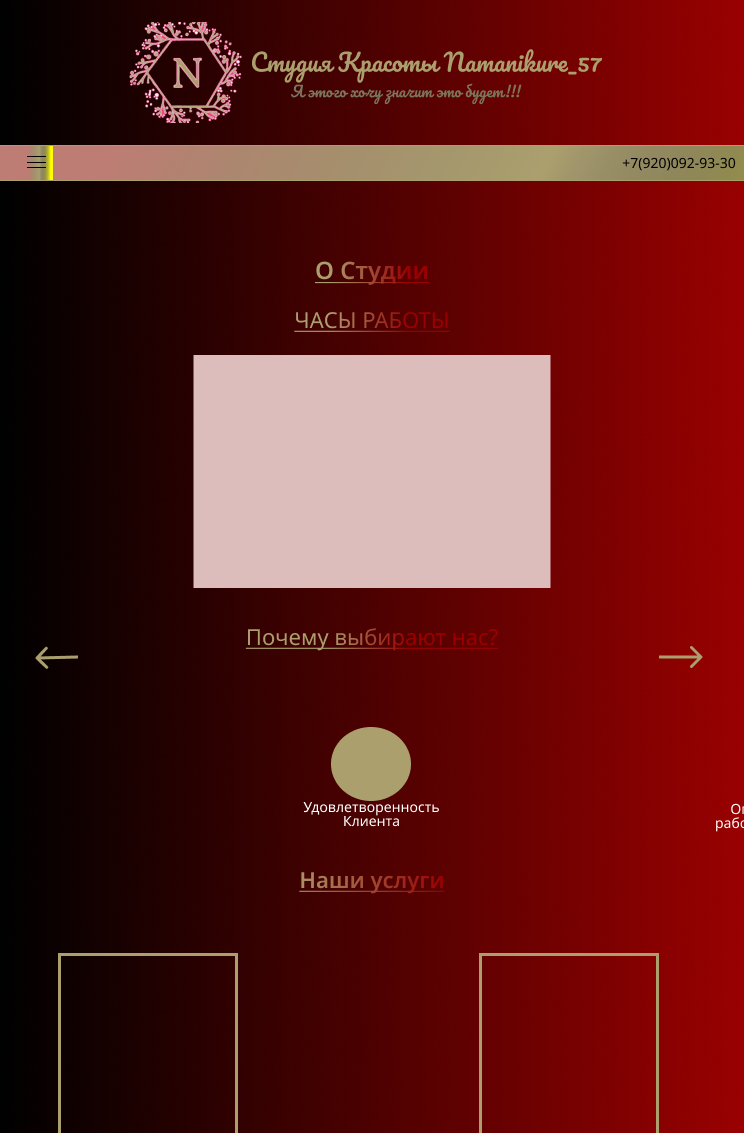 N
Студия Красоты Namanikure_57
Я этого хочу значит это будет!!!
+7(920)092-93-30
О Студии
ЧАСЫ РАБОТЫ
Почему выбирают нас?
Удовлетворенность
Клиента
Наши услуги